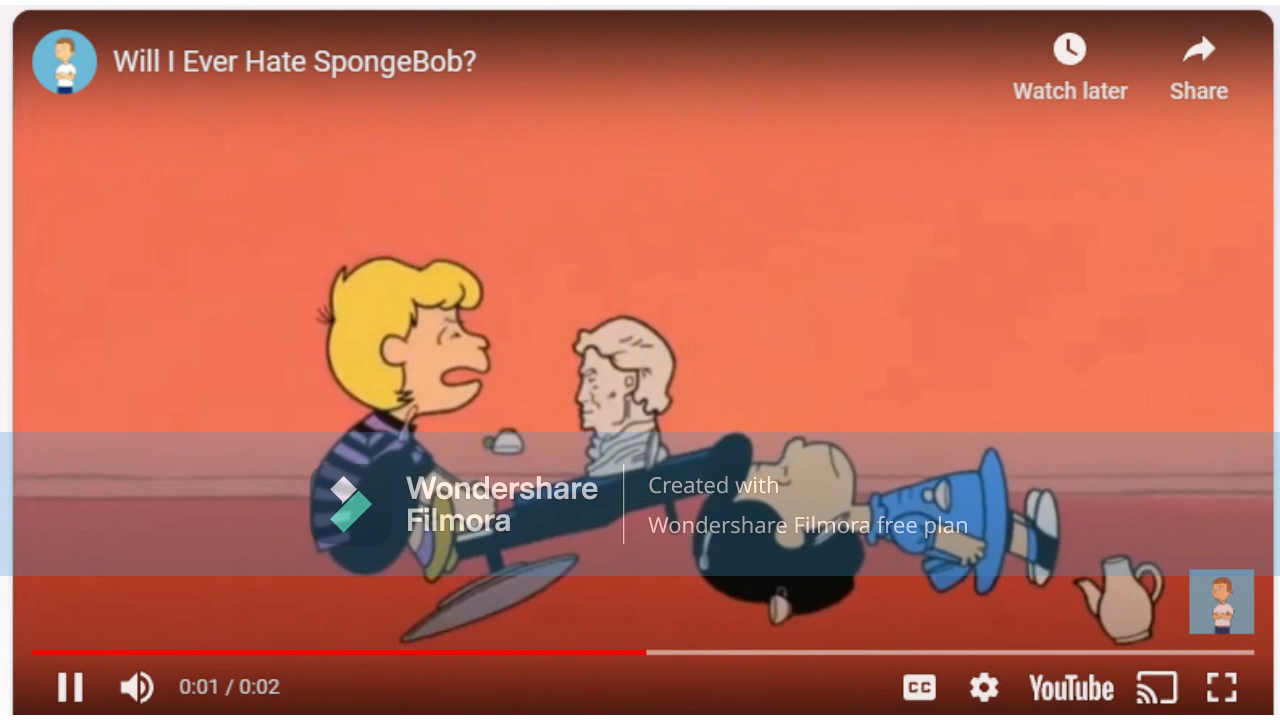 Will I Ever Hate SpongeBob?
Watch later
Share
Wondershare
Filmora
Created with
Wondershare Filmora free plan
0:01 / 0:02
CC
YouTube